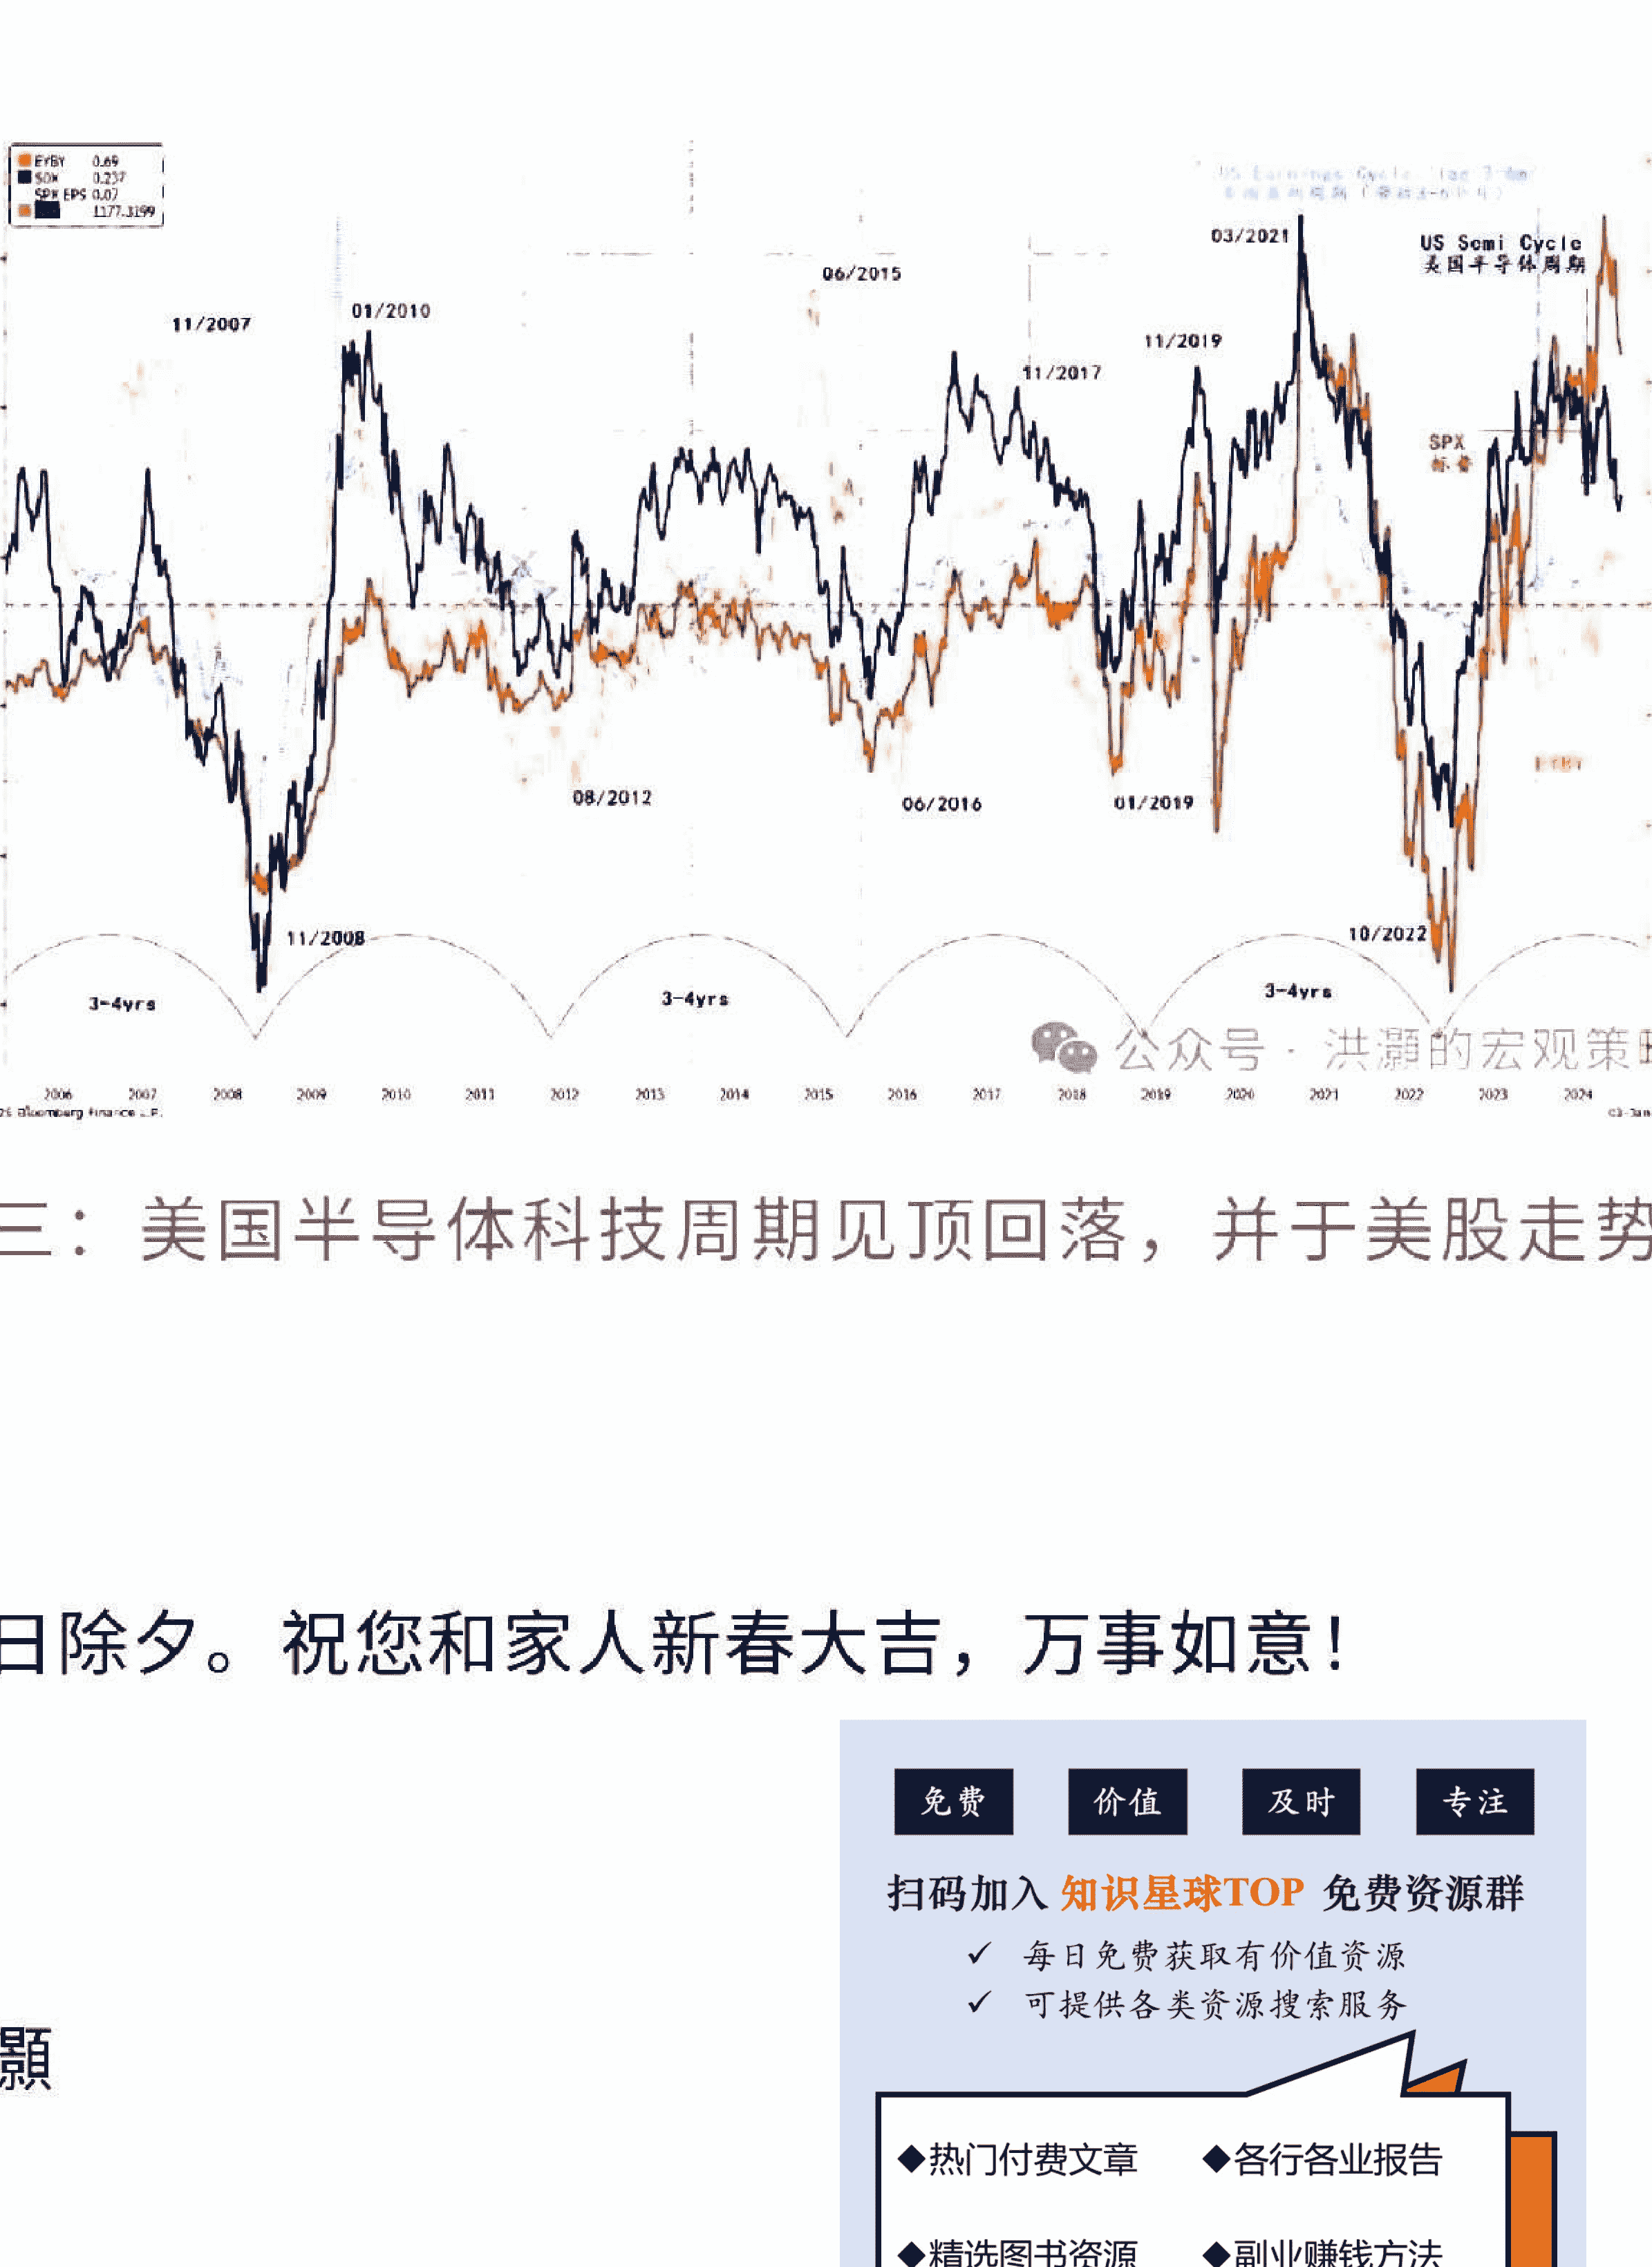 EYBY 0.69
SOX 0.237
SPX EPS 0.07
1177.3199
US Earnings Cycle
03/2021
US Semi Cycle
美国半导体周期
06/2015
01/2010
11/2007
11/2019
11/2017
SPX
标普
EYBY
08/2012
06/2016
01/2019
11/2008
10/2022
3-4yrs
3-4yrs
3-4yrs
公众号 · 洪灝的宏观策略
2006 2007 2008 2009 2010 2011 2012 2013 2014 2015 2016 2017 2018 2019 2020 2021 2022 2023 2024
Bloomberg Finance L.P.
三：美国半导体科技周期见顶回落，并于美股走势
日除夕。祝您和家人新春大吉，万事如意！
免费 价值 及时 专注
扫码加入 知识星球TOP 免费资源群
✓ 每日免费获取有价值资源
✓ 可提供各类资源搜索服务
灝
◆热门付费文章 ◆各行各业报告
◆精选图书资源 ◆副业赚钱方法